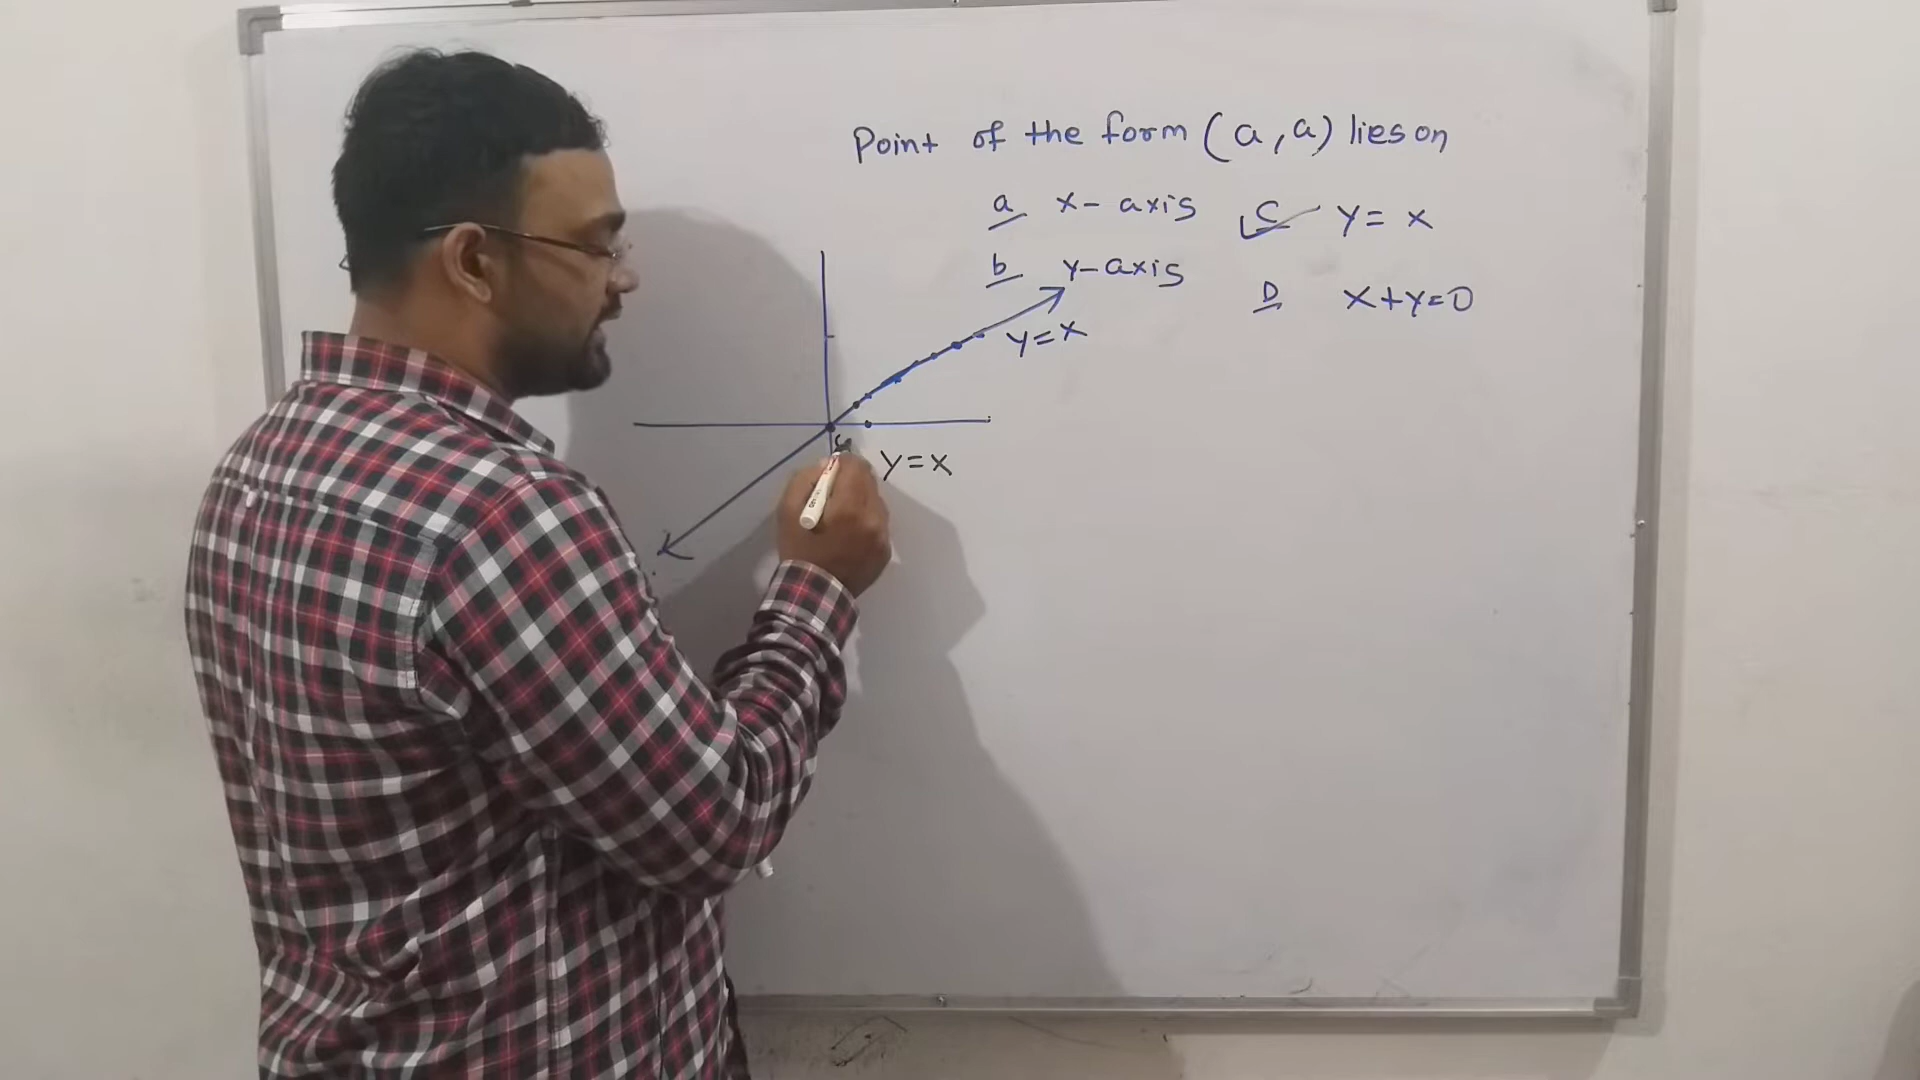 Point of the form (a, a) lies on
a x-axis C y = x
b y-axis D x+y=0
y=x
y=x